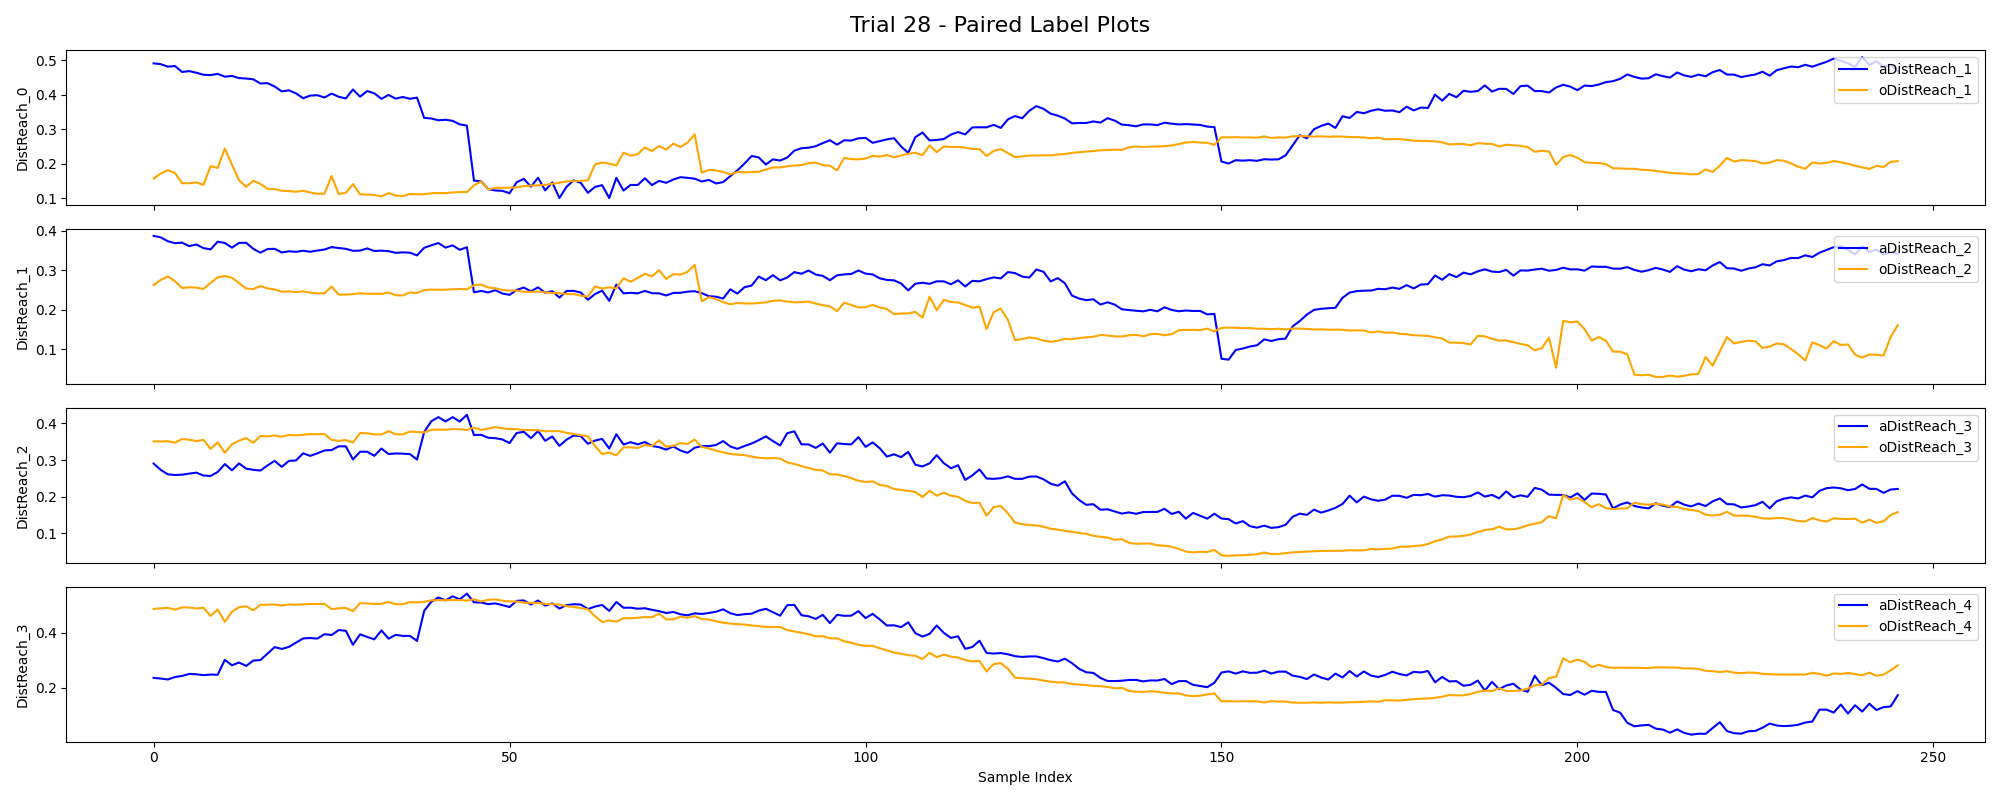 Trial 28 - Paired Label Plots
DistReach_0
0.5
0.4
0.3
0.2
0.1
aDistReach_1
oDistReach_1
DistReach_1
0.4
0.3
0.2
0.1
aDistReach_2
oDistReach_2
DistReach_2
0.4
0.3
0.2
0.1
aDistReach_3
oDistReach_3
DistReach_3
0.4
0.2
aDistReach_4
oDistReach_4
0 50 100 150 200 250
Sample Index